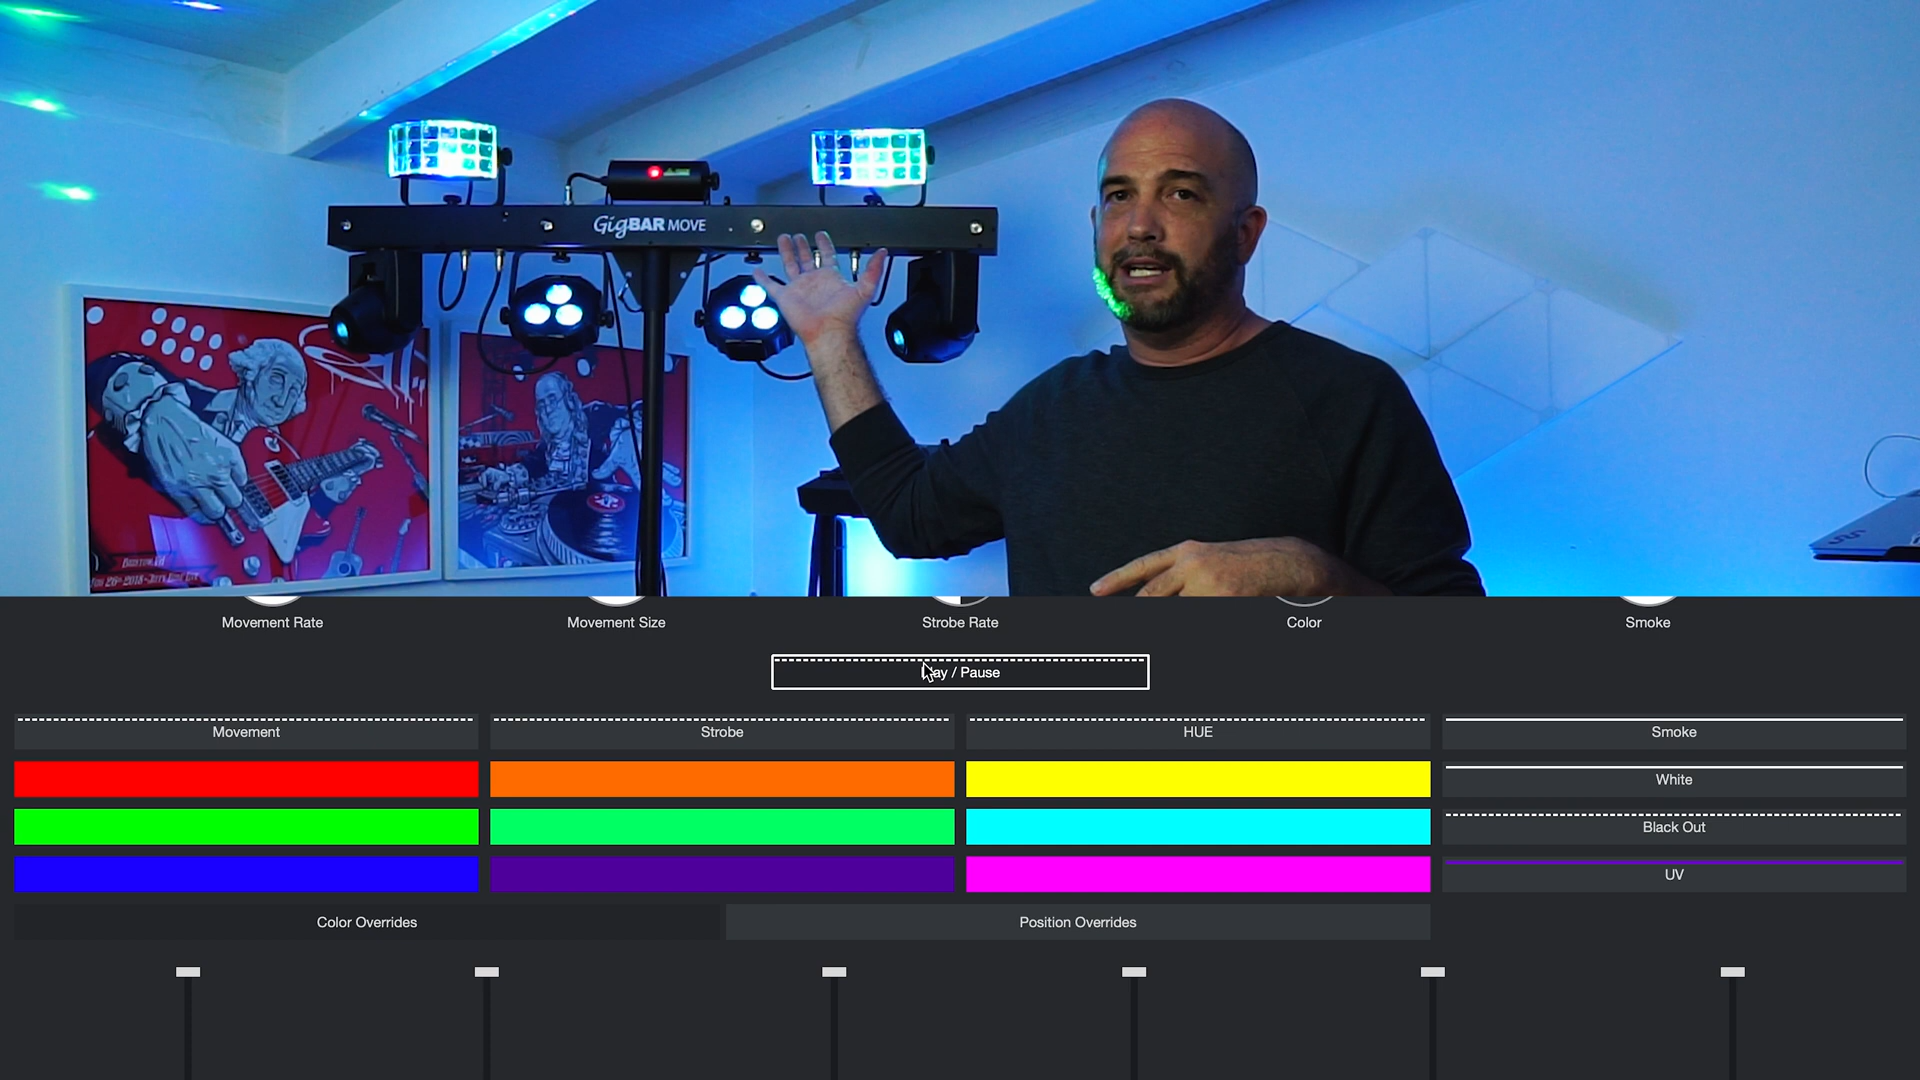 GigBAR MOVE
Movement Rate
Movement Size
Strobe Rate
Color
Smoke
Play / Pause
Movement
Strobe
HUE
Smoke
White
Black Out
UV
Color Overrides
Position Overrides